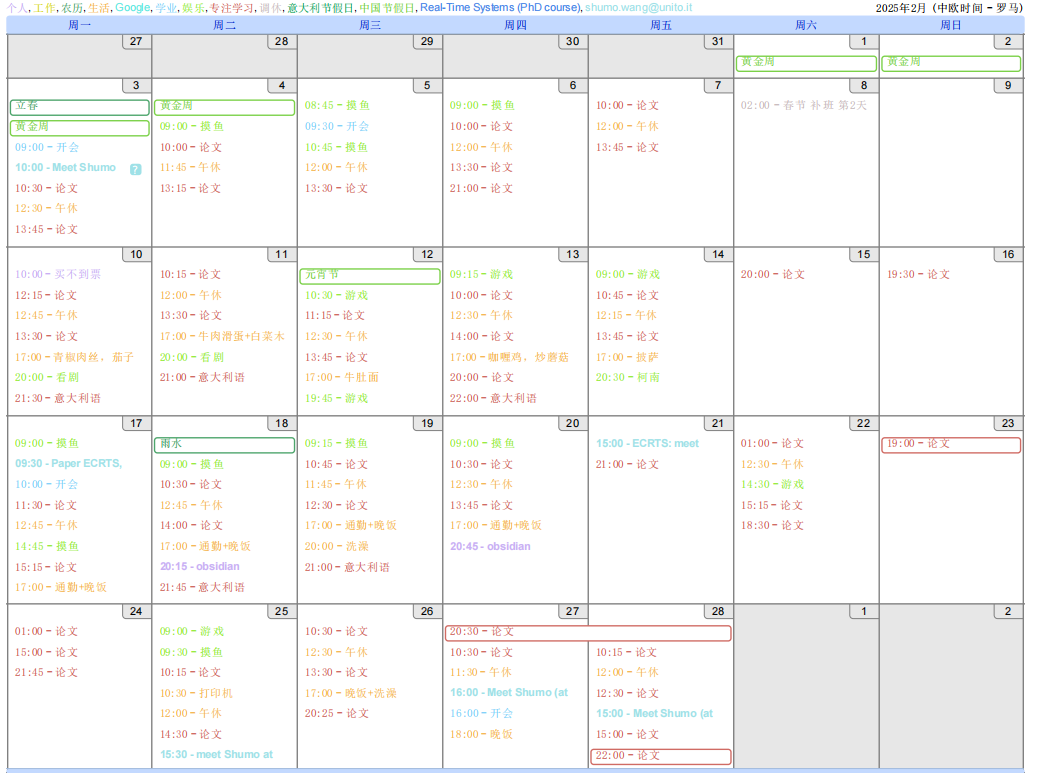 个人, 工作, 农历, 生活, Google, 学业, 娱乐, 专注学习, 调休, 意大利节假日, 中国节假日, Real-Time Systems (PhD course), shumo.wang@unito.it 2025年2月 (中欧时间 - 罗马)
周一 周二 周三 周四 周五 周六 周日
27 28 29 30 31 1 2
黄金周 黄金周
3
立春
黄金周
09:00 - 开会
10:00 - Meet Shumo ?
10:30 - 论文
12:30 - 午休
13:45 - 论文
4
黄金周
09:00 - 摸鱼
10:00 - 论文
11:45 - 午休
13:15 - 论文
5
08:45 - 摸鱼
09:30 - 开会
10:45 - 摸鱼
12:00 - 午休
13:30 - 论文
6
09:00 - 摸鱼
10:00 - 论文
12:00 - 午休
13:30 - 论文
21:00 - 论文
7
10:00 - 论文
12:00 - 午休
13:45 - 论文
8
02:00 - 春节 补班 第2天
9
10
10:00 - 买不到票
12:15 - 论文
12:45 - 午休
13:30 - 论文
17:00 - 青椒肉丝, 茄子
20:00 - 看剧
21:30 - 意大利语
11
10:15 - 论文
12:00 - 午休
13:30 - 论文
17:00 - 牛肉滑蛋+白菜木
20:00 - 看剧
21:00 - 意大利语
12
元宵节
10:30 - 游戏
11:15 - 论文
12:30 - 午休
13:45 - 论文
17:00 - 牛肚面
19:45 - 游戏
13
09:15 - 游戏
10:00 - 论文
12:30 - 午休
14:00 - 论文
17:00 - 咖喱鸡, 炒蘑菇
20:00 - 论文
22:00 - 意大利语
14
09:00 - 游戏
10:45 - 论文
12:15 - 午休
13:45 - 论文
17:00 - 披萨
20:30 - 柯南
15
20:00 - 论文
16
19:30 - 论文
17
09:00 - 摸鱼
09:30 - Paper ECRTS,
10:00 - 开会
11:30 - 论文
12:45 - 午休
14:45 - 摸鱼
15:15 - 论文
17:00 - 通勤+晚饭
18
雨水
09:00 - 摸鱼
10:30 - 论文
12:45 - 午休
14:00 - 论文
17:00 - 通勤+晚饭
20:15 - obsidian
21:45 - 意大利语
19
09:15 - 摸鱼
10:45 - 论文
11:45 - 午休
12:30 - 论文
17:00 - 通勤+晚饭
20:00 - 洗澡
21:00 - 意大利语
20
09:00 - 摸鱼
10:30 - 论文
12:30 - 午休
13:45 - 论文
17:00 - 通勤+晚饭
20:45 - obsidian
21
15:00 - ECRTS: meet
21:00 - 论文
22
01:00 - 论文
12:30 - 午休
14:30 - 游戏
15:15 - 论文
18:30 - 论文
23
19:00 - 论文
24
01:00 - 论文
15:00 - 论文
21:45 - 论文
25
09:00 - 游戏
09:30 - 摸鱼
10:15 - 论文
10:30 - 打印机
12:00 - 午休
14:30 - 论文
15:30 - meet Shumo at
26
10:30 - 论文
12:30 - 午休
13:30 - 论文
17:00 - 晚饭+洗澡
20:25 - 论文
27
20:30 - 论文
10:30 - 论文
11:30 - 午休
16:00 - Meet Shumo (at
16:00 - 开会
18:00 - 晚饭
28
10:15 - 论文
12:00 - 午休
12:30 - 论文
15:00 - Meet Shumo (at
15:00 - 论文
22:00 - 论文
1
2